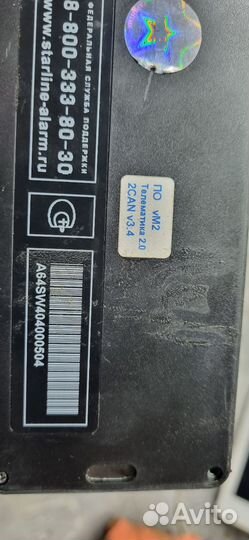 ФЕДЕРАЛЬНАЯ СЛУЖБА ПОДДЕРЖКИ
8-800-333-80-30
www.starline-alarm.ru
ПО vM2
Телематика 2.0
2CAN v3.4
A64SW404000504
Avito